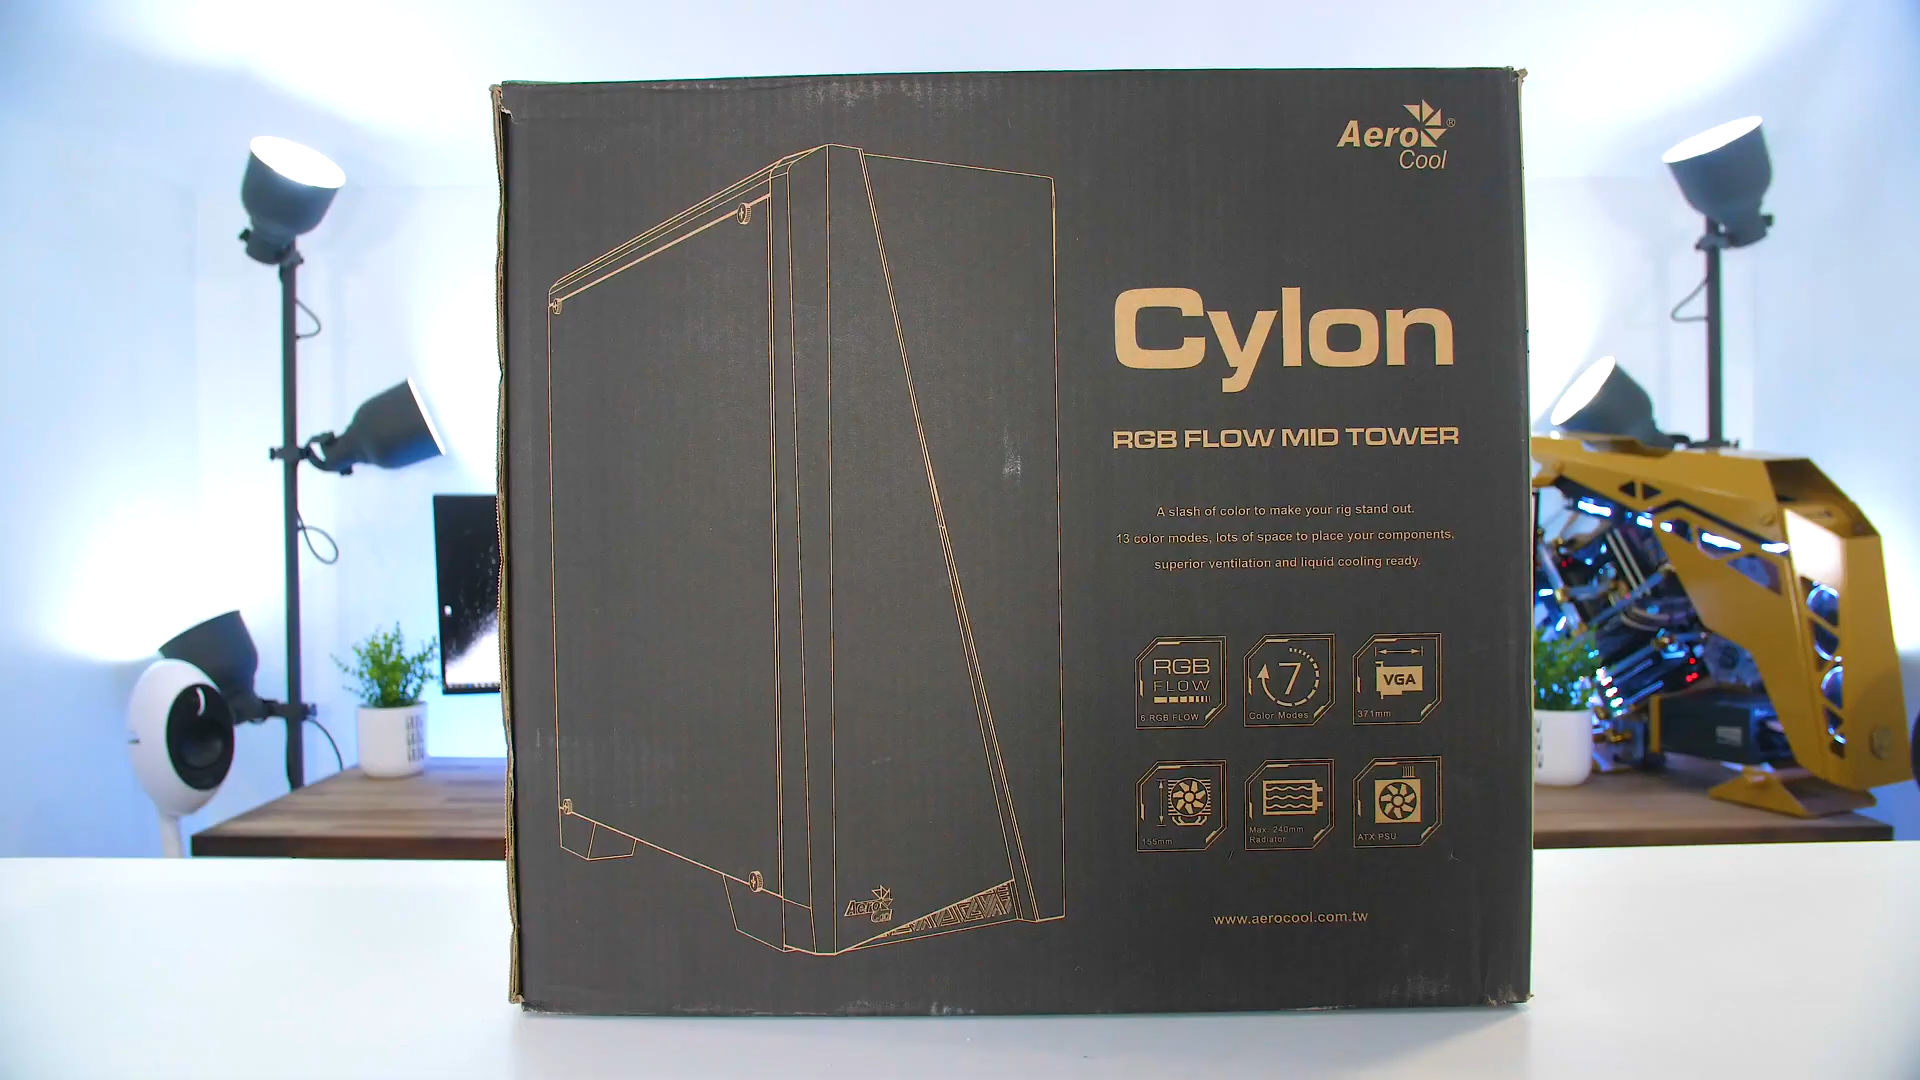 Aero
Cool
Cylon
RGB FLOW MID TOWER
A slash of color to make your rig stand out.
13 color modes, lots of space to place your components,
superior ventilation and liquid cooling ready.
RGB
FLOW
6 RGB FLOW
7
Color Modes
VGA
371mm
155mm
Max. 240mm
Radiator
ATX PSU
Aero
Cool
www.aerocool.com.tw